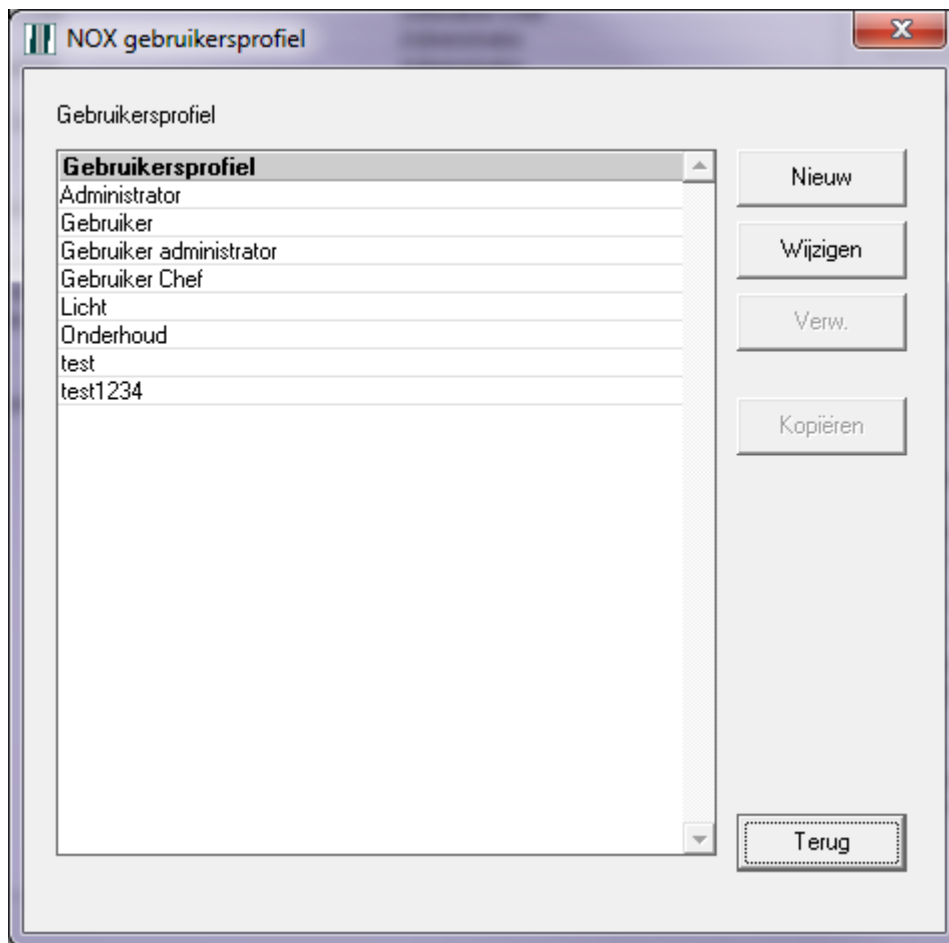 NOX gebruikersprofiel
Gebruikersprofiel
Gebruikersprofiel
Administrator
Gebruiker
Gebruiker administrator
Gebruiker Chef
Licht
Onderhoud
test
test1234
Nieuw
Wijzigen
Verw.
Kopiëren
Terug